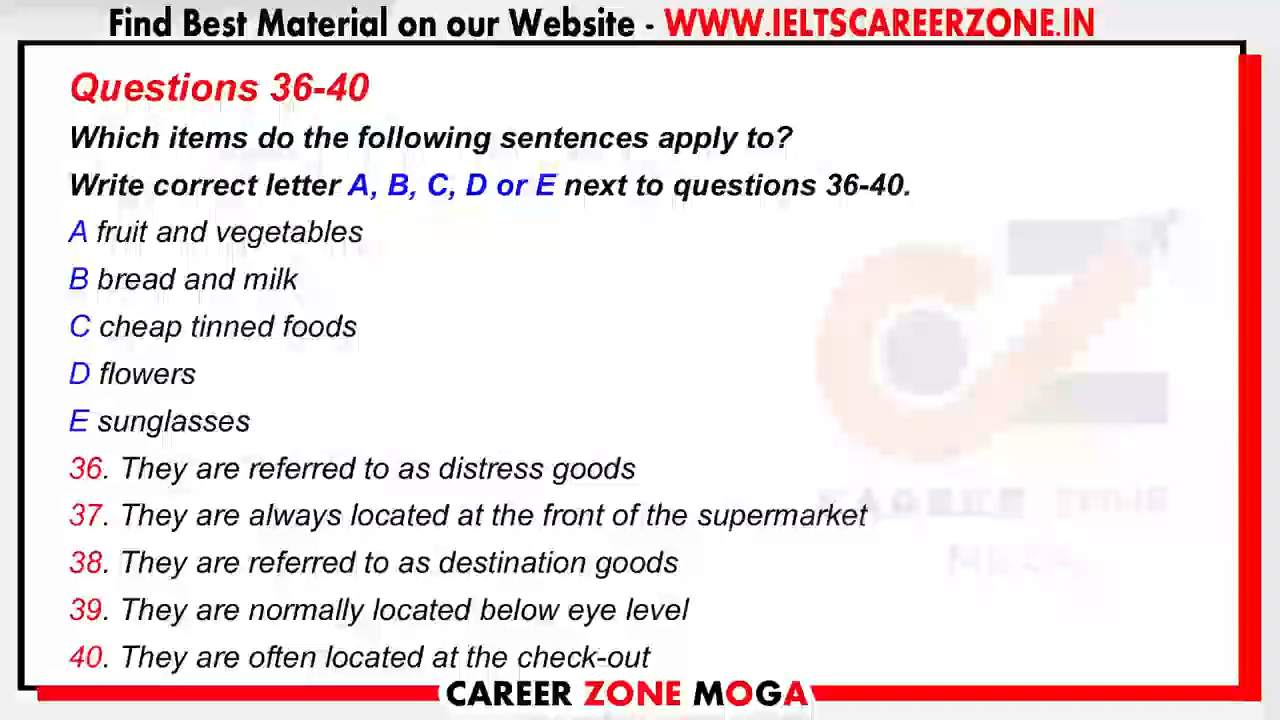 Find Best Material on our Website - WWW.IELTSCAREERZONE.IN
Questions 36-40
Which items do the following sentences apply to?
Write correct letter A, B, C, D or E next to questions 36-40.
A fruit and vegetables
B bread and milk
C cheap tinned foods
D flowers
E sunglasses
36. They are referred to as distress goods
37. They are always located at the front of the supermarket
38. They are referred to as destination goods
39. They are normally located below eye level
40. They are often located at the check-out
CAREER ZONE MOGA